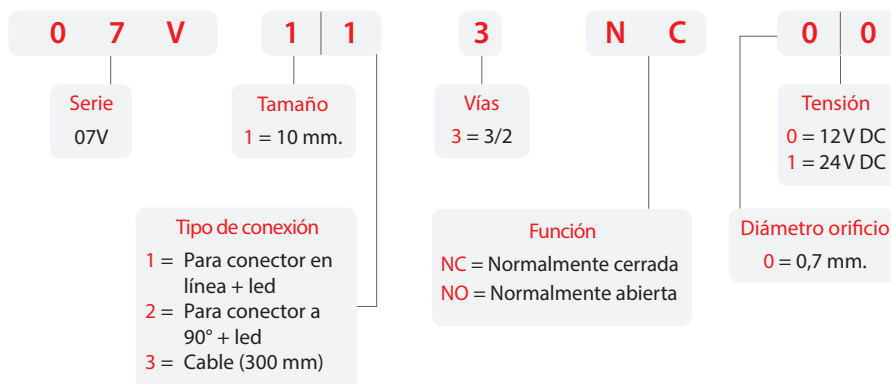 0 7 V 1 1 3 N C 0 0
Serie
07V
Tamaño
1 = 10 mm.
Vías
3 = 3/2
Tensión
0 = 12V DC
1 = 24V DC
Tipo de conexión
1 = Para conector en
línea + led
2 = Para conector a
90° + led
3 = Cable (300 mm)
Función
NC = Normalmente cerrada
NO = Normalmente abierta
Diámetro orificio
0 = 0,7 mm.